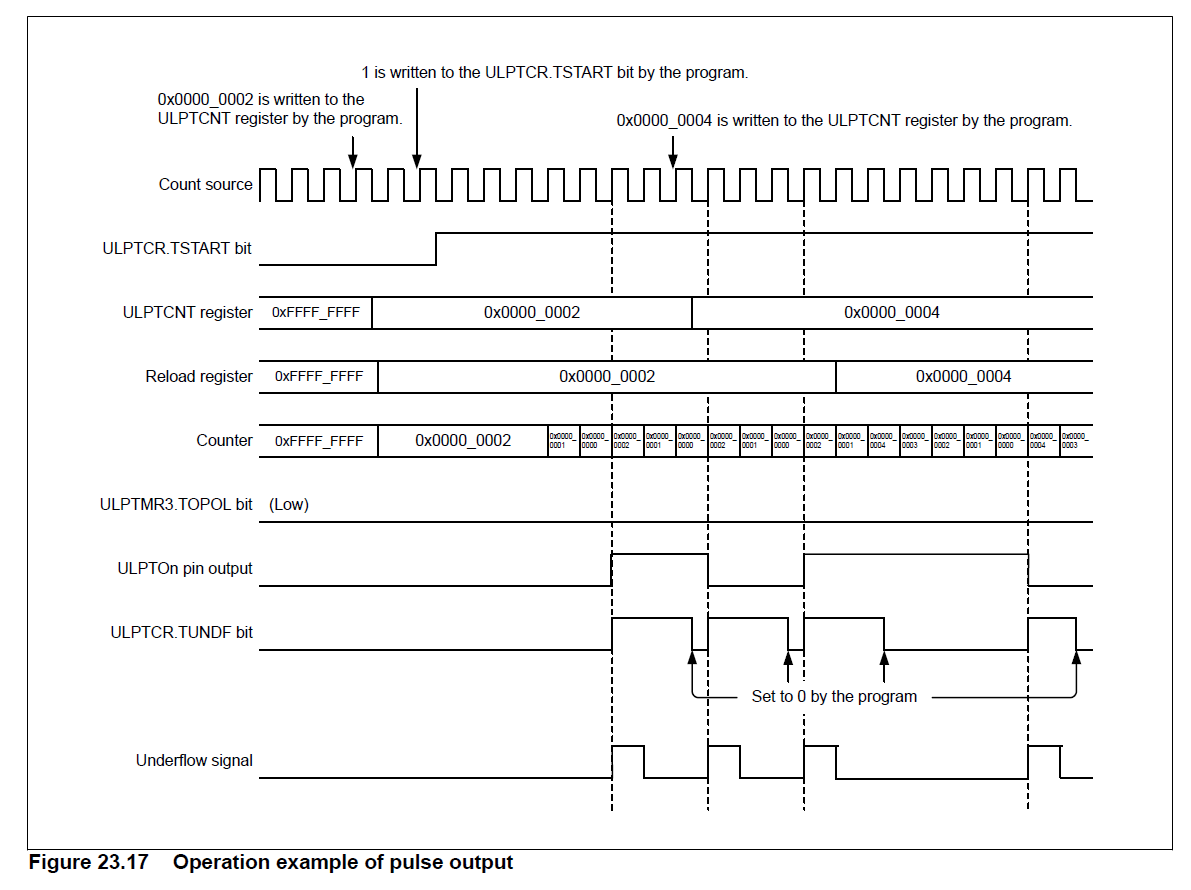 1 is written to the ULPTCR.TSTART bit by the program.
0x0000_0002 is written to the
ULPTCNT register by the program.
0x0000_0004 is written to the ULPTCNT register by the program.
Count source
ULPTCR.TSTART bit
ULPTCNT register 0xFFFF_FFFF 0x0000_0002 0x0000_0004
Reload register 0xFFFF_FFFF 0x0000_0002 0x0000_0004
Counter 0xFFFF_FFFF 0x0000_0002 0x0000_0001 0x0000_0000 0x0000_0002 0x0000_0001 0x0000_0000 0x0000_0002 0x0000_0001 0x0000_0000 0x0000_0002 0x0000_0001 0x0000_0004 0x0000_0003 0x0000_0002 0x0000_0001 0x0000_0000 0x0000_0004 0x0000_0003
ULPTMR3.TOPOL bit (Low)
ULPTOn pin output
ULPTCR.TUNDF bit
Set to 0 by the program
Underflow signal
Figure 23.17 Operation example of pulse output